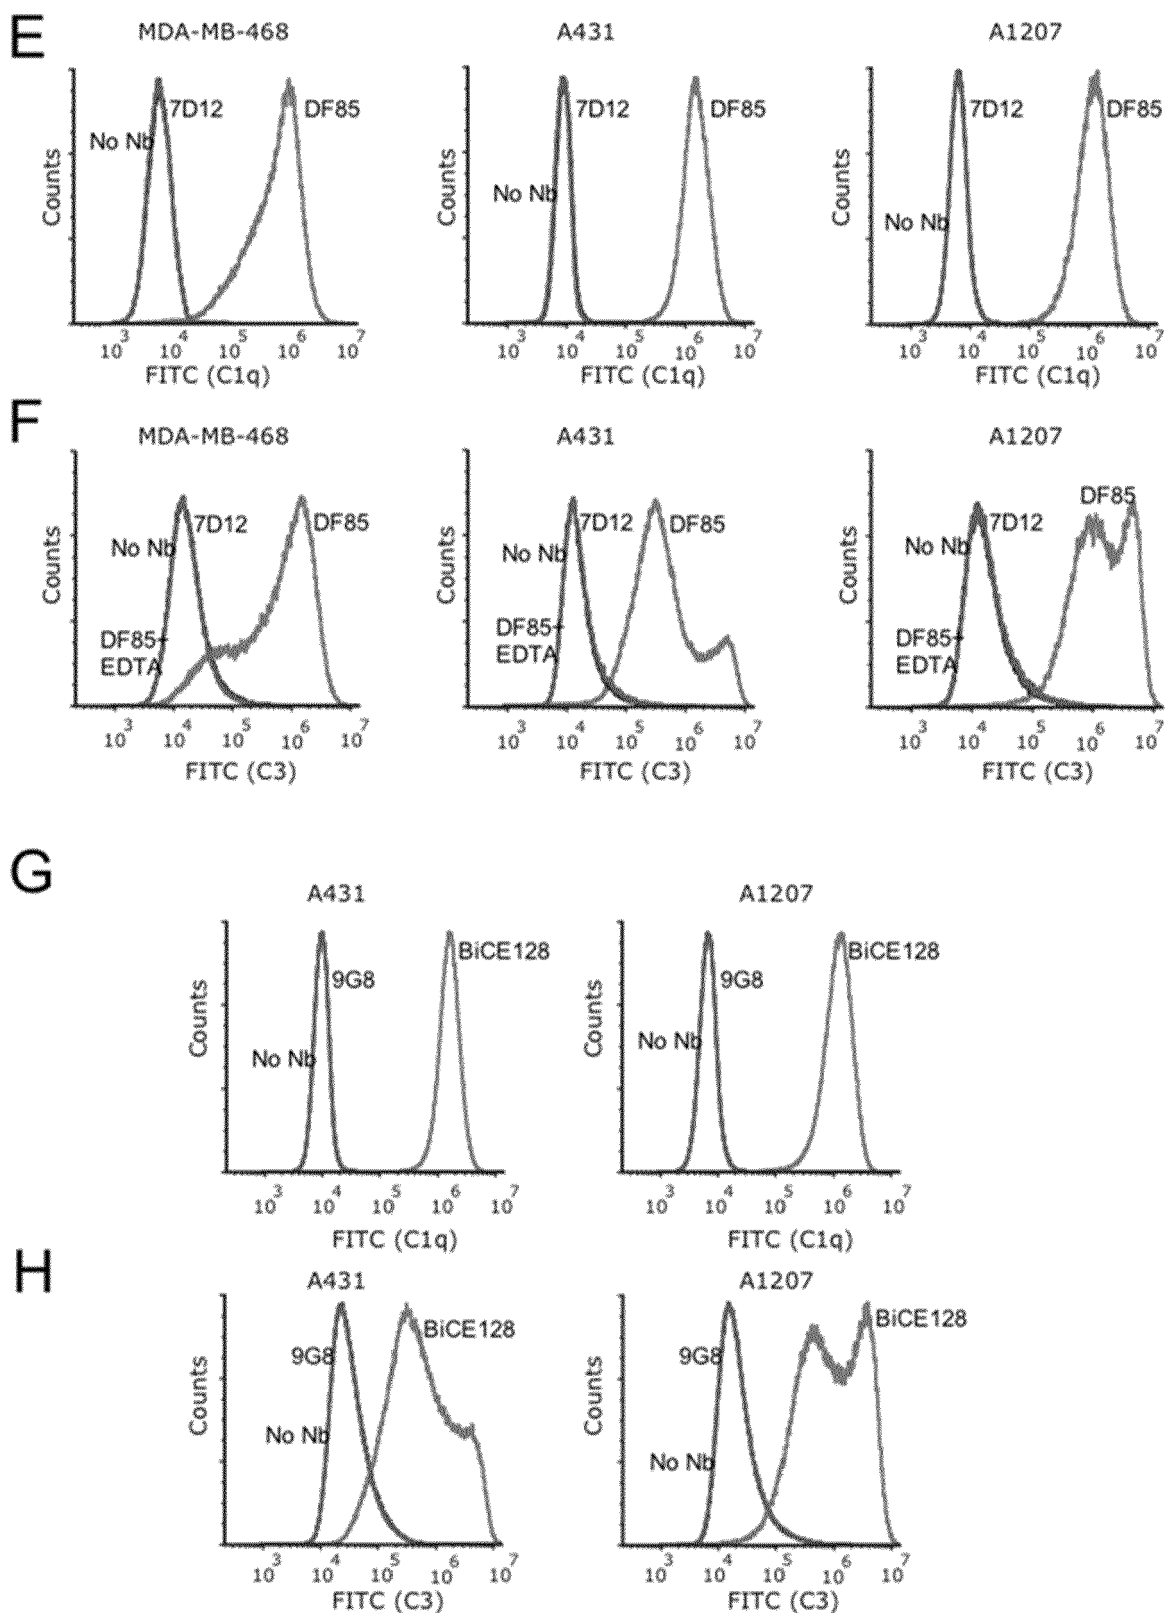 E
MDA-MB-468
A431
A1207
7D12
DF85
No Nb
7D12
DF85
No Nb
7D12
DF85
No Nb
Counts
Counts
Counts
10^3 10^4 10^5 10^6 10^7
10^3 10^4 10^5 10^6 10^7
10^3 10^4 10^5 10^6 10^7
FITC (C1q)
FITC (C1q)
FITC (C1q)
F
MDA-MB-468
A431
A1207
7D12
DF85
No Nb
DF85+
EDTA
7D12
DF85
No Nb
DF85+
EDTA
DF85
7D12
No Nb
DF85+
EDTA
Counts
Counts
Counts
10^3 10^4 10^5 10^6 10^7
10^3 10^4 10^5 10^6 10^7
10^3 10^4 10^5 10^6 10^7
FITC (C3)
FITC (C3)
FITC (C3)
G
A431
A1207
BiCE128
9G8
No Nb
BiCE128
9G8
No Nb
Counts
Counts
10^3 10^4 10^5 10^6 10^7
10^3 10^4 10^5 10^6 10^7
FITC (C1q)
FITC (C1q)
H
A431
A1207
BiCE128
9G8
No Nb
BiCE128
9G8
No Nb
Counts
Counts
10^3 10^4 10^5 10^6 10^7
10^3 10^4 10^5 10^6 10^7
FITC (C3)
FITC (C3)